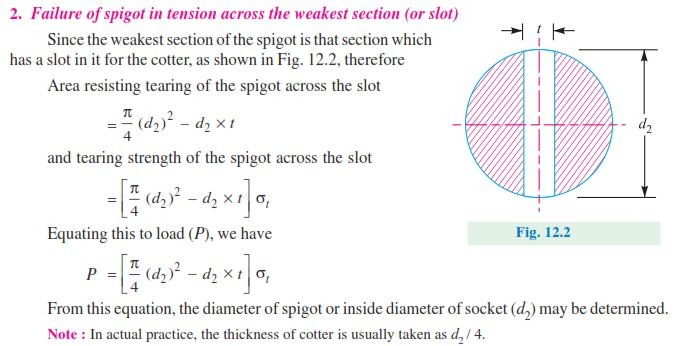 2. Failure of spigot in tension across the weakest section (or slot)
Since the weakest section of the spigot is that section which
has a slot in it for the cotter, as shown in Fig. 12.2, therefore
Area resisting tearing of the spigot across the slot
= π/4 (d₂)² – d₂ × t
and tearing strength of the spigot across the slot
= [π/4 (d₂)² – d₂ × t] σₜ
Equating this to load (P), we have
P = [π/4 (d₂)² – d₂ × t] σₜ
t
d₂
Fig. 12.2
From this equation, the diameter of spigot or inside diameter of socket (d₂) may be determined.
Note : In actual practice, the thickness of cotter is usually taken as d₂ / 4.